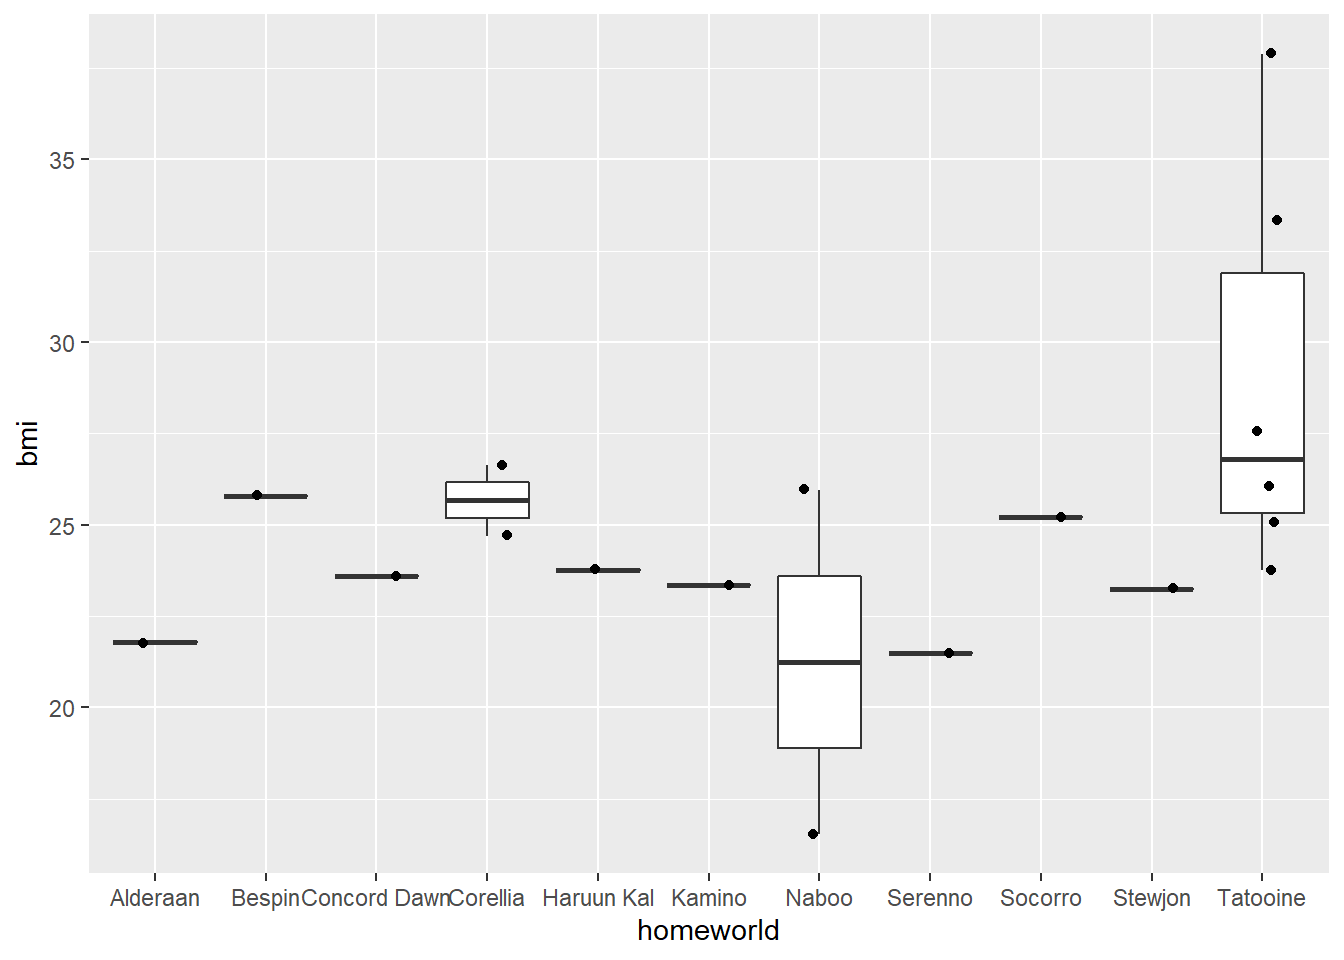 35
30
25
20
bmi
Alderaan Bespin Concord Dawn Corellia Haruun Kal Kamino Naboo Serenno Socorro Stewjon Tatooine
homeworld